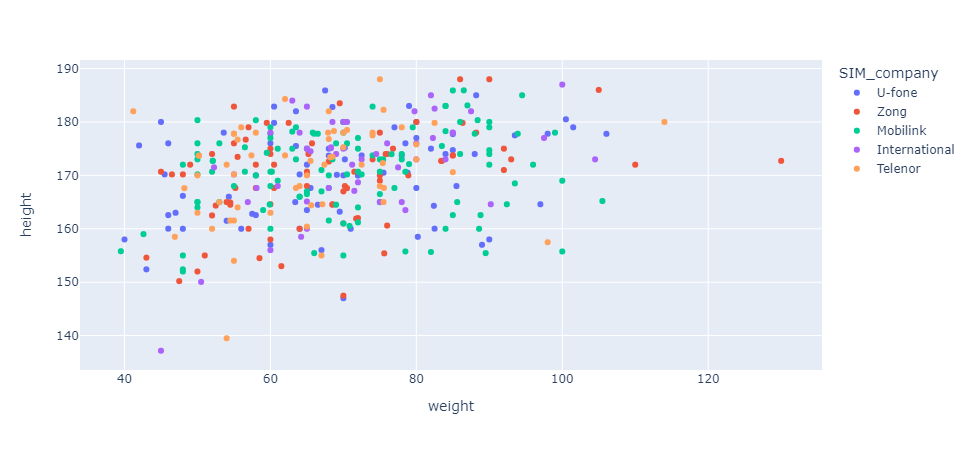 SIM_company
U-fone
Zong
Mobilink
International
Telenor
190
180
170
160
150
140
height
40
60
80
100
120
weight